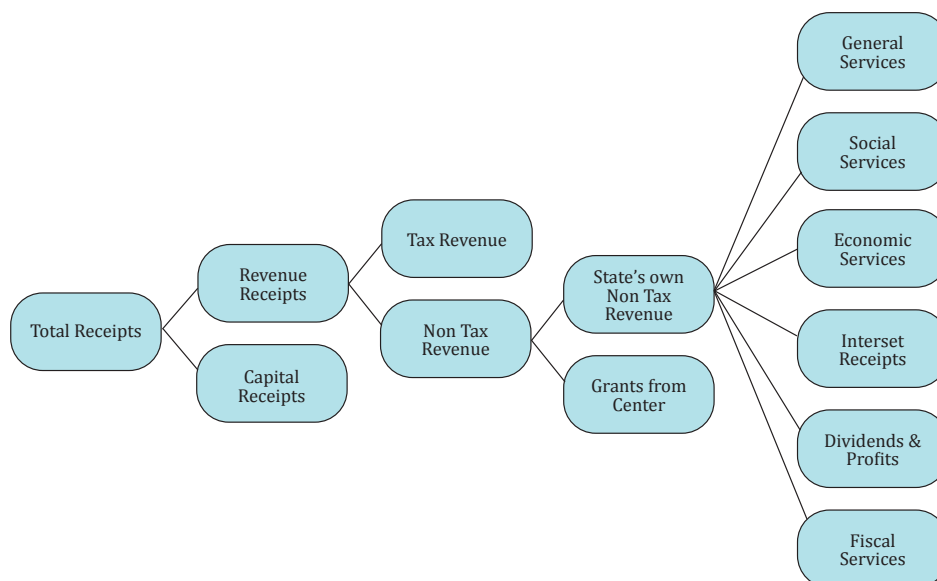 Total Receipts
Revenue
Receipts
Capital
Receipts
Tax Revenue
Non Tax
Revenue
State’s own
Non Tax
Revenue
Grants from
Center
General
Services
Social
Services
Economic
Services
Interset
Receipts
Dividends &
Profits
Fiscal
Services